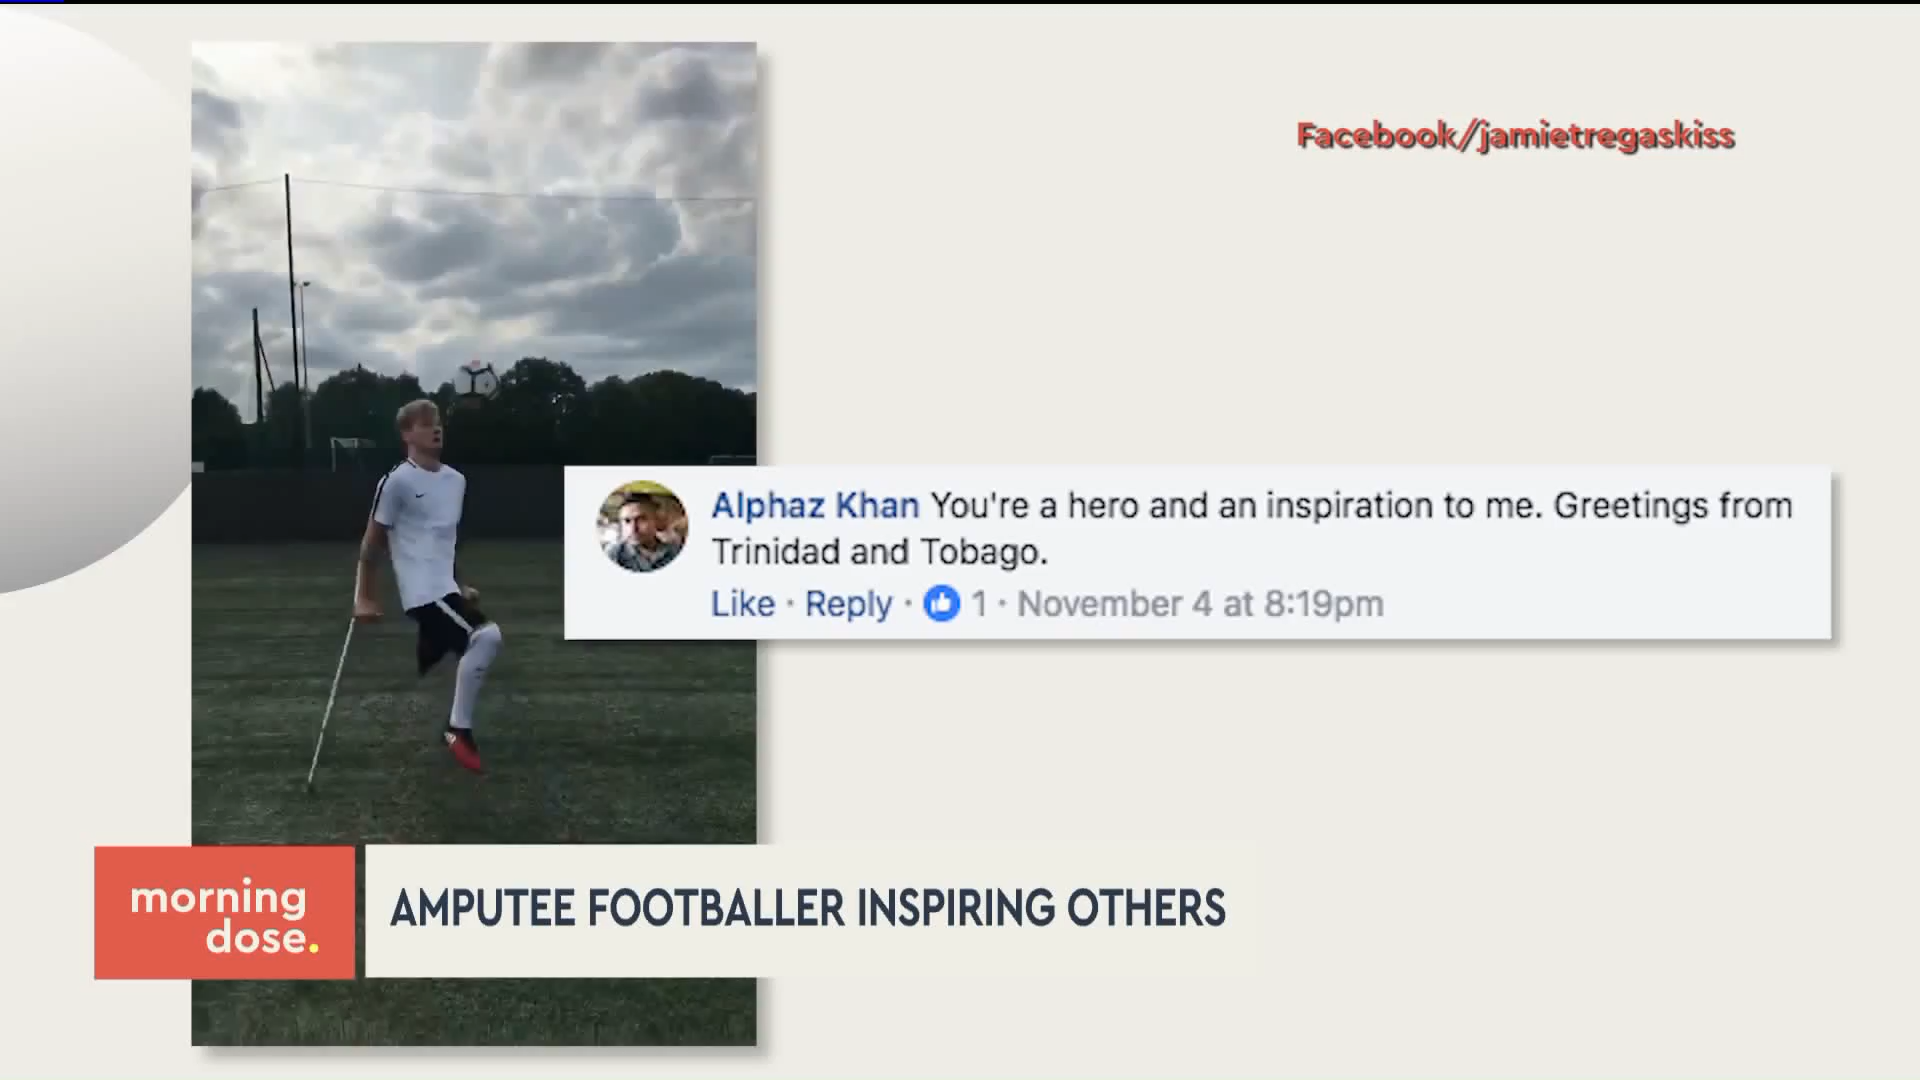 Facebook/jamietregaskiss
Alphaz Khan You're a hero and an inspiration to me. Greetings from
Trinidad and Tobago.
Like · Reply · 1 · November 4 at 8:19pm
morning
dose.
AMPUTEE FOOTBALLER INSPIRING OTHERS